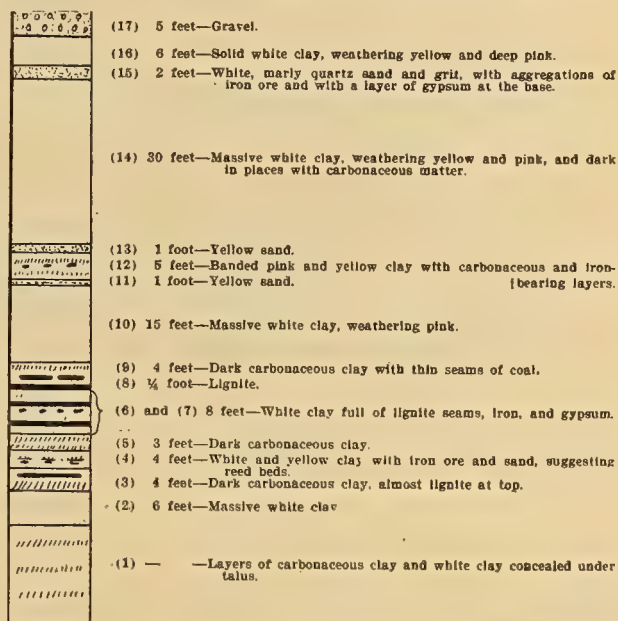 (17) 5 feet—Gravel.
(16) 6 feet—Solid white clay, weathering yellow and deep pink.
(15) 2 feet—White, marly quartz sand and grit, with aggregations of
iron ore and with a layer of gypsum at the base.
(14) 30 feet—Massive white clay, weathering yellow and pink, and dark
in places with carbonaceous matter.
(13) 1 foot—Yellow sand.
(12) 5 feet—Banded pink and yellow clay with carbonaceous and iron-
(11) 1 foot—Yellow sand. [bearing layers.
(10) 15 feet—Massive white clay, weathering pink.
(9) 4 feet—Dark carbonaceous clay with thin seams of coal.
(8) foot—Lignite.
(6) and (7) 8 feet—White clay full of lignite seams, iron, and gypsum.
(5) 3 feet—Dark carbonaceous clay.
(4) 4 feet—White and yellow clay with iron ore and sand, suggesting
reed beds.
(3) 4 feet—Dark carbonaceous clay, almost lignite at top.
(2) 6 feet—Massive white clay
(1) — —Layers of carbonaceous clay and white clay concealed under
talus.